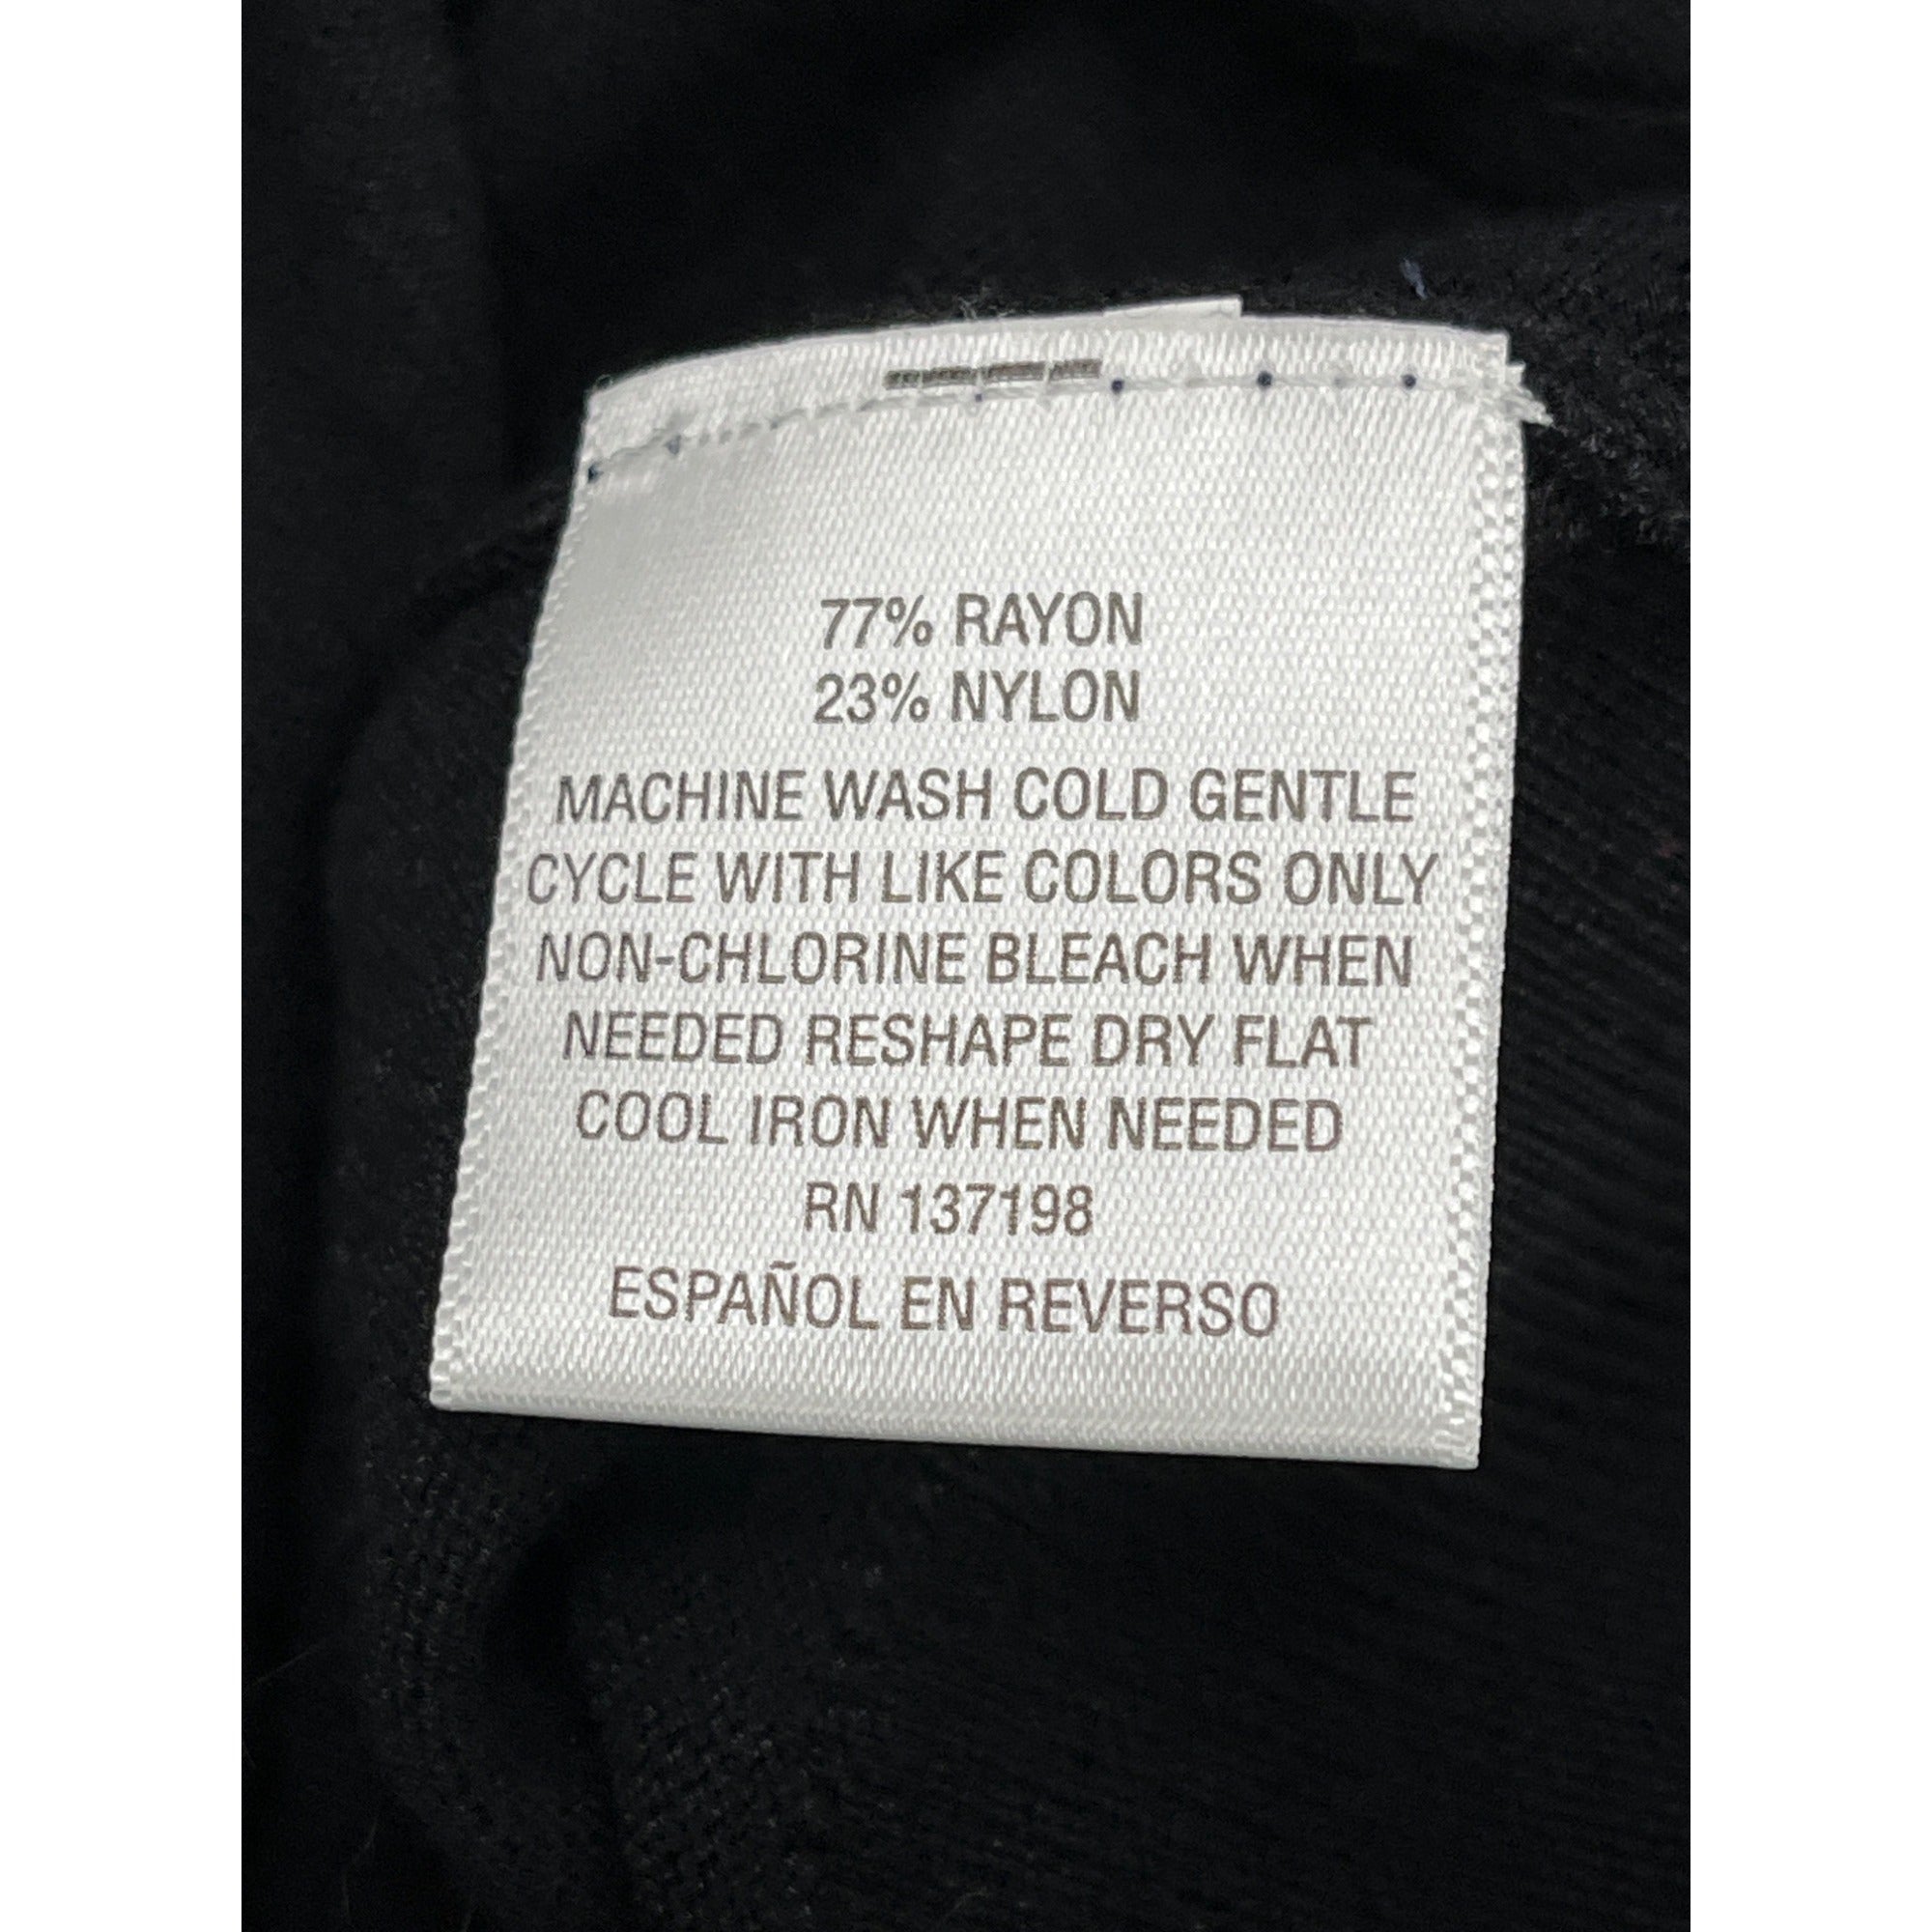 77% RAYON
23% NYLON
MACHINE WASH COLD GENTLE
CYCLE WITH LIKE COLORS ONLY
NON-CHLORINE BLEACH WHEN
NEEDED RESHAPE DRY FLAT
COOL IRON WHEN NEEDED
RN 137198
ESPAÑOL EN REVERSO